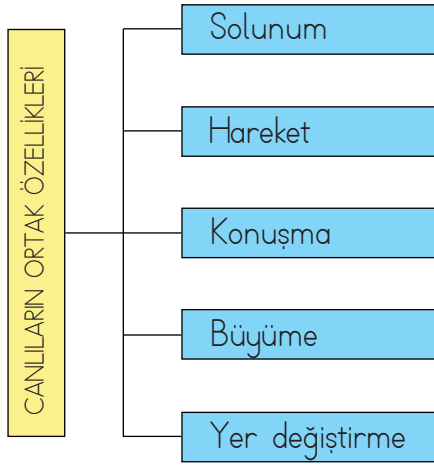 CANLILARIN ORTAK ÖZELLİKLERİ
Solunum
Hareket
Konuşma
Büyüme
Yer değiştirme